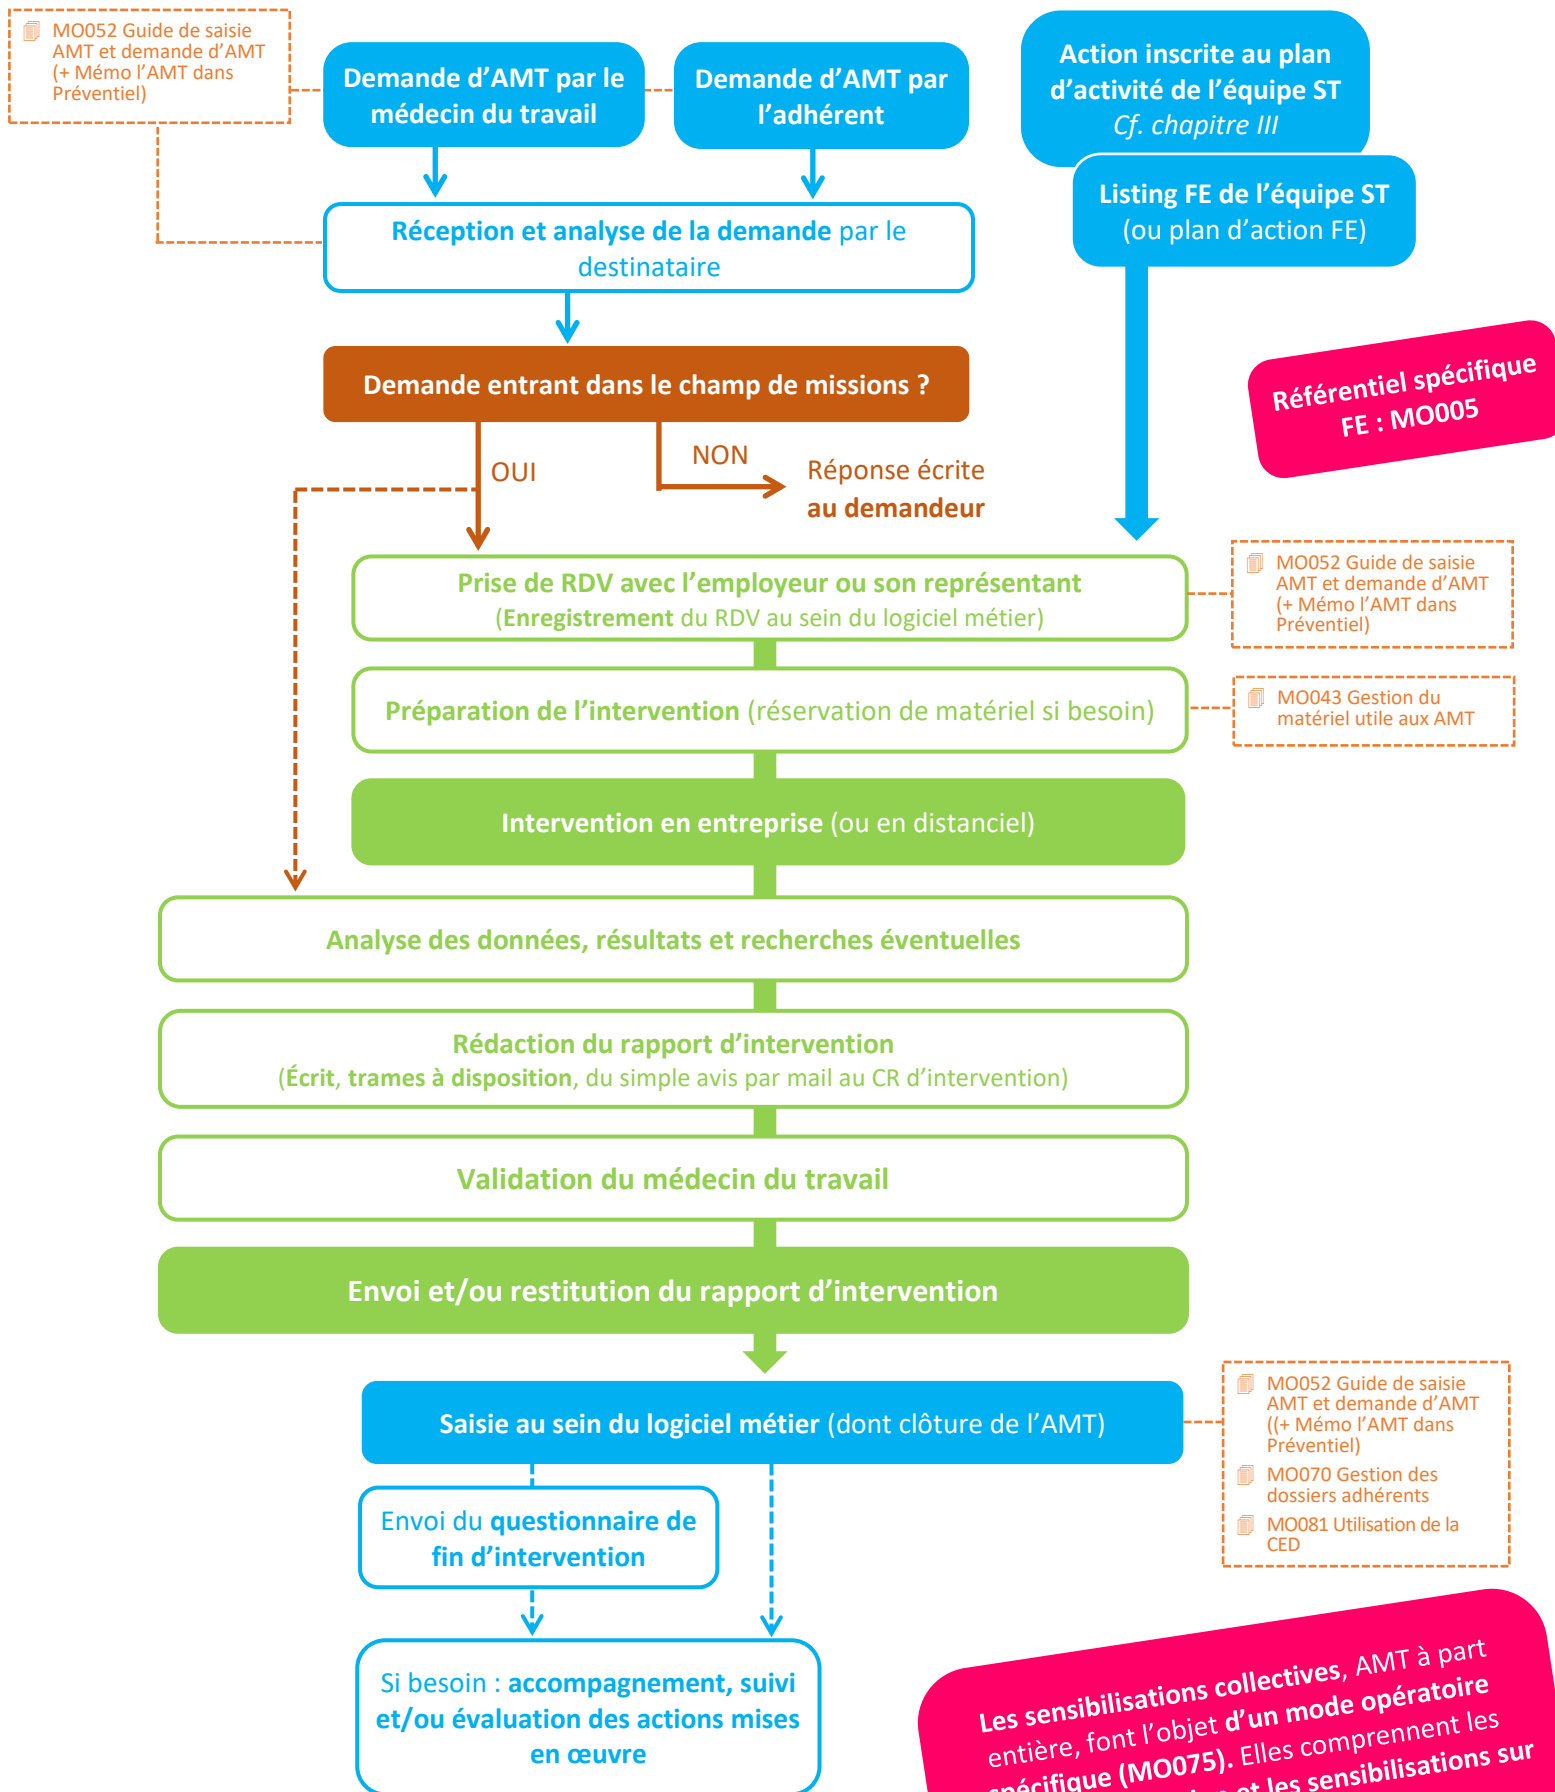 MO052 Guide de saisie
AMT et demande d’AMT
(+ Mémo l’AMT dans
Préventiel)
Demande d’AMT par le
médecin du travail
Demande d’AMT par
l’adhérent
Action inscrite au plan
d’activité de l’équipe ST
Cf. chapitre III
Listing FE de l’équipe ST
(ou plan d’action FE)
Réception et analyse de la demande par le
destinataire
Demande entrant dans le champ de missions ?
Référentiel spécifique
FE : MO005
OUI
NON
Réponse écrite
au demandeur
Prise de RDV avec l’employeur ou son représentant
(Enregistrement du RDV au sein du logiciel métier)
MO052 Guide de saisie
AMT et demande d’AMT
(+ Mémo l’AMT dans
Préventiel)
Préparation de l’intervention (réservation de matériel si besoin)
MO043 Gestion du
matériel utile aux AMT
Intervention en entreprise (ou en distanciel)
Analyse des données, résultats et recherches éventuelles
Rédaction du rapport d’intervention
(Écrit, trames à disposition, du simple avis par mail au CR d’intervention)
Validation du médecin du travail
Envoi et/ou restitution du rapport d’intervention
Saisie au sein du logiciel métier (dont clôture de l’AMT)
MO052 Guide de saisie
AMT et demande d’AMT
((+ Mémo l’AMT dans
Préventiel)
MO070 Gestion des
dossiers adhérents
MO081 Utilisation de la
CED
Envoi du questionnaire de
fin d’intervention
Si besoin : accompagnement, suivi
et/ou évaluation des actions mises
en œuvre
Les sensibilisations collectives, AMT à part
entière, font l’objet d’un mode opératoire
spécifique (MO075). Elles comprennent les
et les sensibilisations sur